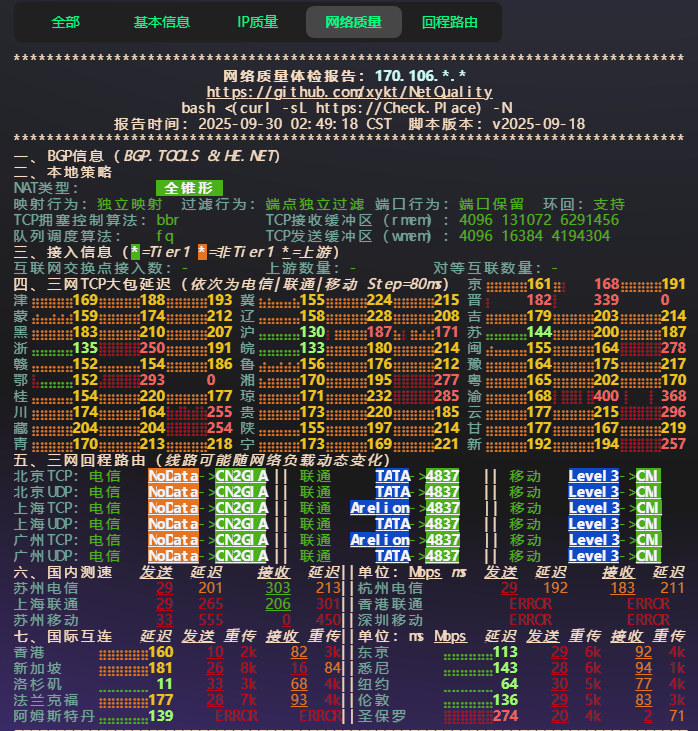 全部 基本信息 IP质量 网络质量 回程路由
************************************************************************
网络质量体检报告：170.106.*.*
https://github.com/xykt/NetQuality
bash <(curl -sL https://Check.Place) -N
报告时间：2025-09-30 02:49:18 CST 脚本版本：v2025-09-18
************************************************************************
一、BGP信息（BGP.TOOLS & HE.NET）
二、本地策略
NAT类型： 全锥形
映射行为：独立映射 过滤行为：端点独立过滤 端口行为：端口保留 环回：支持
TCP拥塞控制算法：bbr TCP接收缓冲区（rmem）：4096 131072 6291456
队列调度算法： fq TCP发送缓冲区（wmem）：4096 16384 4194304
三、接入信息（*=Tier1 *=非Tier1 *=上游）
互联网交换点接入数：- 上游数量：- 对等互联数量：-
四、三网TCP大包延迟（依次为电信|联通|移动 Step=80ms） 京 161 168 191
津 169 188 193 冀 155 224 215 晋 182 339 0
蒙 159 174 212 辽 158 228 208 吉 179 203 214
黑 183 210 207 沪 130 187 171 苏 144 200 187
浙 135 250 191 皖 133 180 214 闽 155 164 278
赣 152 154 186 鲁 156 176 212 豫 164 175 217
鄂 152 293 0 湘 170 195 277 粤 165 202 170
桂 154 220 177 琼 171 232 285 渝 168 400 368
川 174 164 255 贵 173 155 220 云 177 215 296
藏 204 204 254 陕 155 197 214 甘 177 167 219
青 170 213 218 宁 173 169 221 新 192 194 257
五、三网回程路由（线路可能随网络负载动态变化）
北京TCP：电信 NoData->CN2GIA || 联通 TATA->4837 || 移动 Level3->CMI
北京UDP：电信 NoData->CN2GIA || 联通 TATA->4837 || 移动 Level3->CMI
上海TCP：电信 NoData->CN2GIA || 联通 Arelion->4837 || 移动 Level3->CMI
上海UDP：电信 NoData->CN2GIA || 联通 TATA->4837 || 移动 Level3->CMI
广州TCP：电信 NoData->CN2GIA || 联通 Arelion->4837 || 移动 Level3->CMI
广州UDP：电信 NoData->CN2GIA || 联通 TATA->4837 || 移动 Level3->CMI
六、国内测速 发送 延迟 接收 延迟||单位：Mbps ms 发送 延迟 接收 延迟
苏州电信 29 201 303 213||杭州电信 29 192 183 211
上海联通 29 265 206 301||香港联通 ERROR ERROR
苏州移动 33 555 0 450||深圳移动 ERROR ERROR
七、国际互连 延迟 发送 重传 接收 重传||单位：ms Mbps 延迟 发送 重传 接收 重传
香港 160 10 2k 82 3k||东京 113 29 6k 92 4k
新加坡 181 26 8k 16 84||悉尼 143 28 6k 94 1k
洛杉矶 11 33 3k 68 4k||纽约 64 30 5k 77 4k
法兰克福 177 28 7k 93 4k||伦敦 136 29 5k 83 3k
阿姆斯特丹 139 ERROR ERROR||圣保罗 274 20 4k 2 71